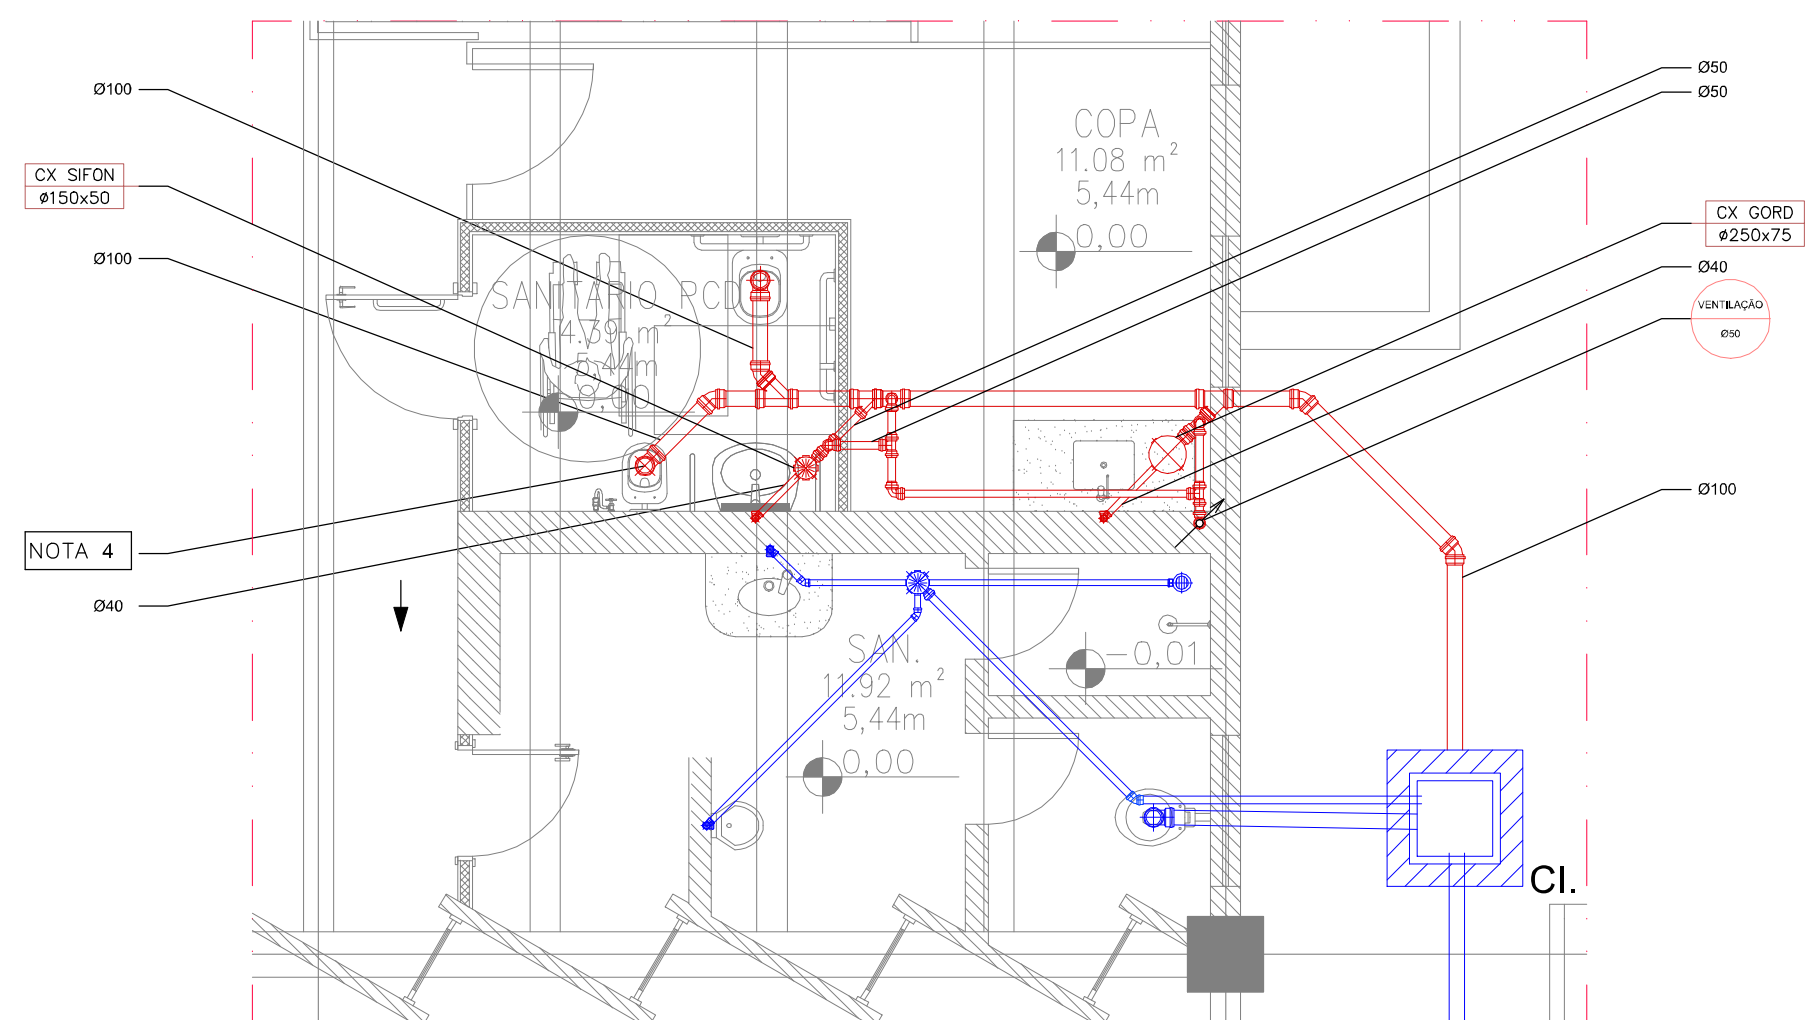 Ø100
CX SIFON
ø150x50
Ø100
NOTA 4
Ø40
SANITÁRIO PCD
4.39 m²
5,44m
0,00
COPA
11.08 m²
5,44m
0,00
SAN.
11.92 m²
5,44m
0,00
-0,01
Ø50
Ø50
CX GORD
ø250x75
Ø40
VENTILAÇÃO
Ø50
Ø100
CI.